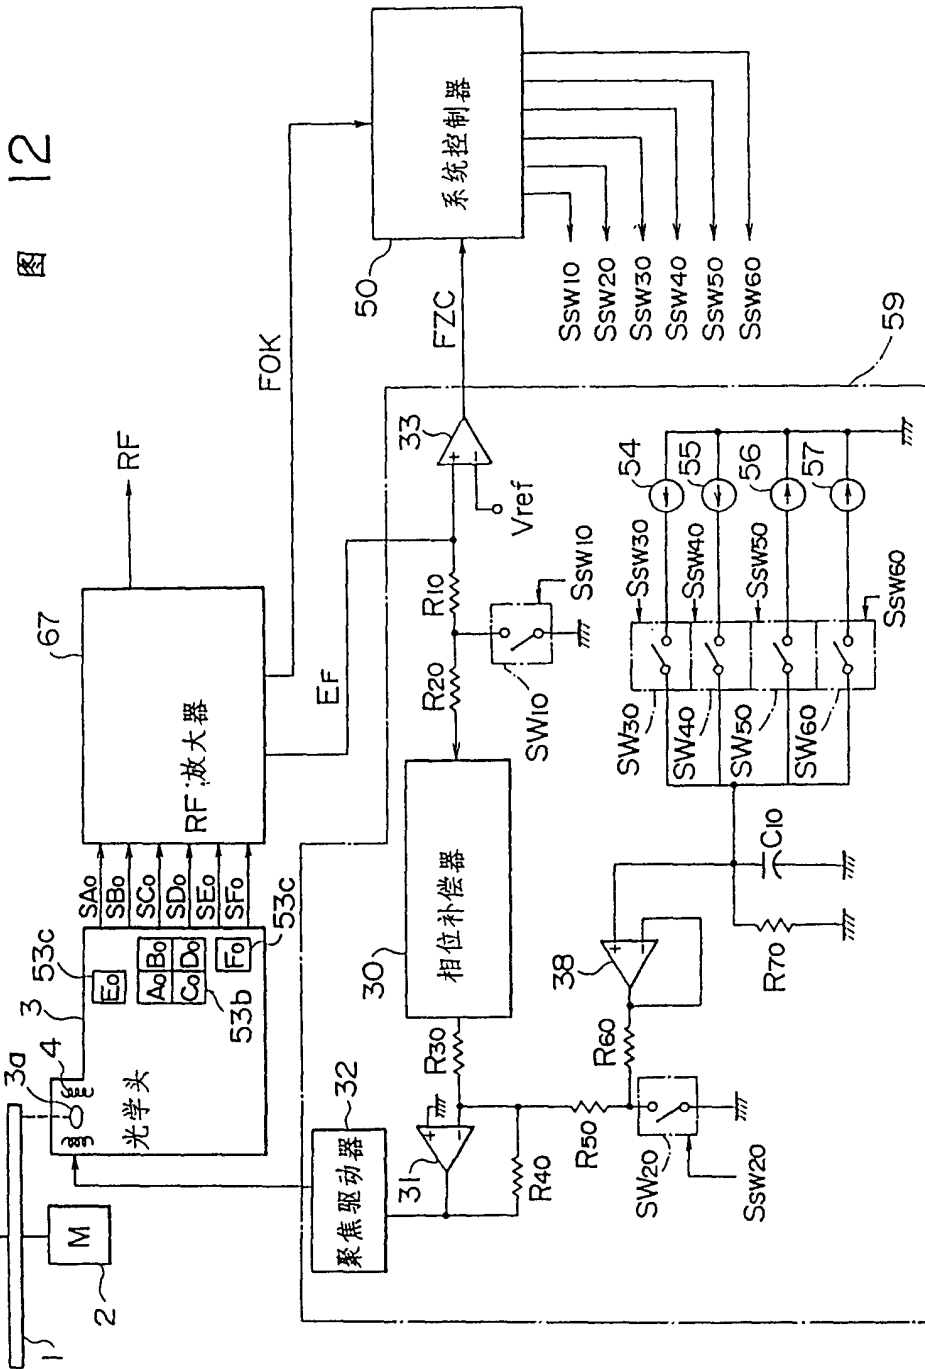 图 12
1
2
M
3a
4
3
53c
E0
A0 B0
C0 D0
F0
53b
53c
光学头
SA0
SB0
SC0
SD0
SE0
SF0
67
RF 放大器
RF
FOK
EF
50
系统控制器
FZC
SSW10
SSW20
SSW30
SSW40
SSW50
SSW60
59
33
+
-
Vref
R10
R20
SW10
SSW10
30
相位补偿器
R30
32
聚焦驱动器
31
+
-
R40
R50
R60
SW20
SSW20
38
+
-
R70
C10
SW30
SW40
SW50
SW60
SSW30
SSW40
SSW50
SSW60
54
55
56
57